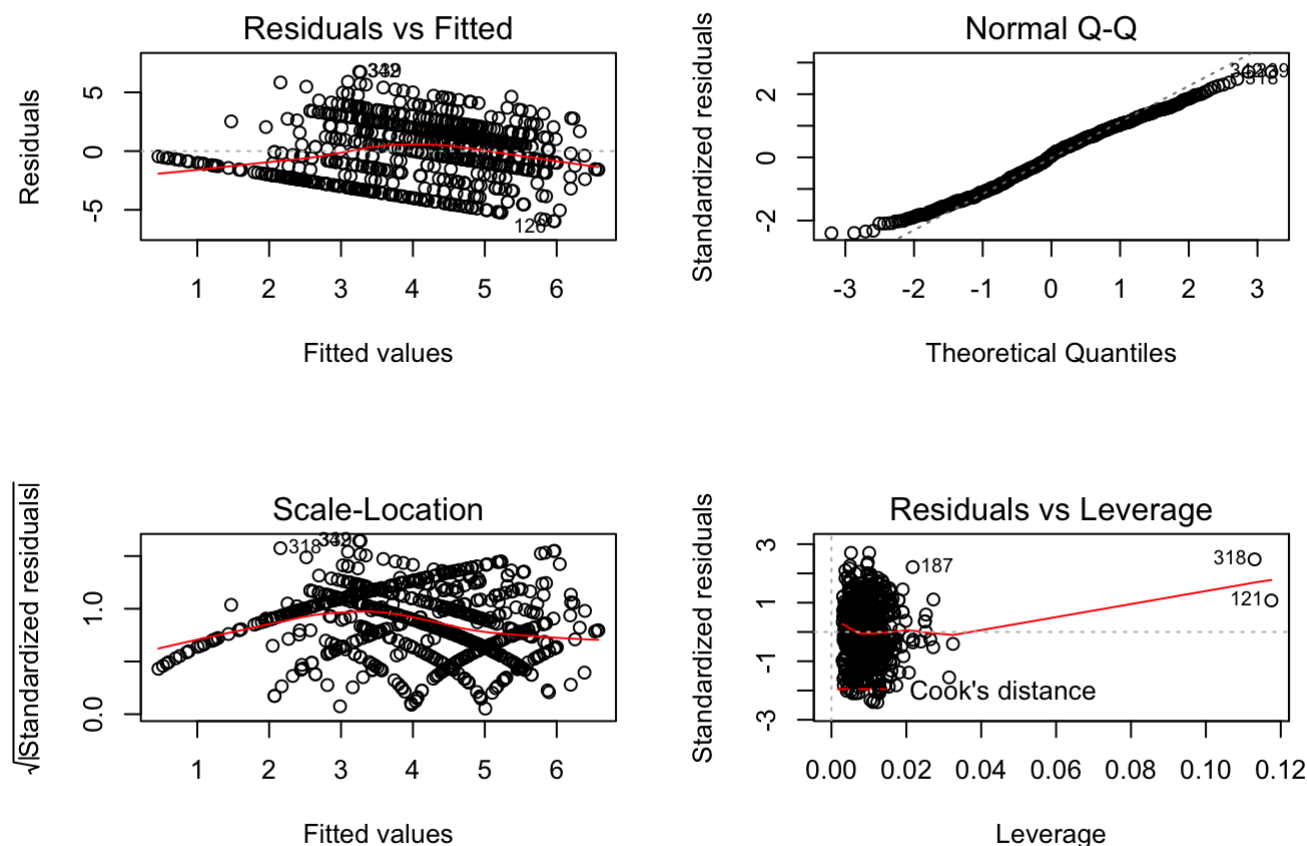 Residuals vs Fitted
Residuals
5
0
-5
342
126
1 2 3 4 5 6
Fitted values
Normal Q-Q
Standardized residuals
2
0
-2
318
-3 -2 -1 0 1 2 3
Theoretical Quantiles
Scale-Location
√|Standardized residuals|
1.0
0.0
318
1 2 3 4 5 6
Fitted values
Residuals vs Leverage
Standardized residuals
3
1
-1
-3
187
318
121
Cook's distance
0.00 0.02 0.04 0.06 0.08 0.10 0.12
Leverage